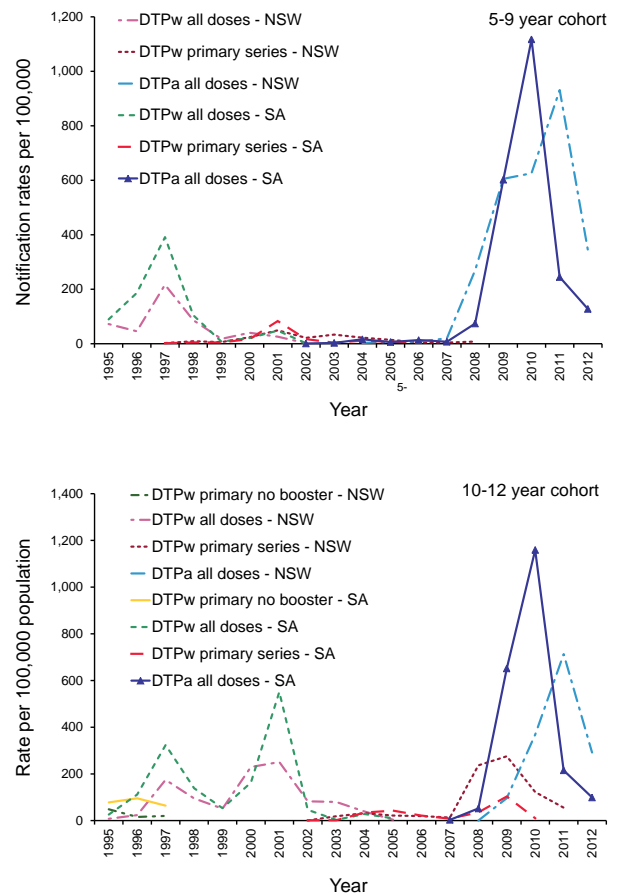 DTPw all doses - NSW
5-9 year cohort
DTPw primary series - NSW
DTPa all doses - NSW
DTPw all doses - SA
DTPw primary series - SA
DTPa all doses - SA
Notification rates per 100,000
1,200
1,000
800
600
400
200
0
1995 1996 1997 1998 1999 2000 2001 2002 2003 2004 2005 2006 2007 2008 2009 2010 2011 2012
5-
Year
10-12 year cohort
DTPw primary no booster - NSW
DTPw all doses - NSW
DTPw primary series - NSW
DTPa all doses - NSW
DTPw primary no booster - SA
DTPw all doses - SA
DTPw primary series - SA
DTPa all doses - SA
Rate per 100,000 population
1,400
1,200
1,000
800
600
400
200
0
1995 1996 1997 1998 1999 2000 2001 2002 2003 2004 2005 2006 2007 2008 2009 2010 2011 2012
Year